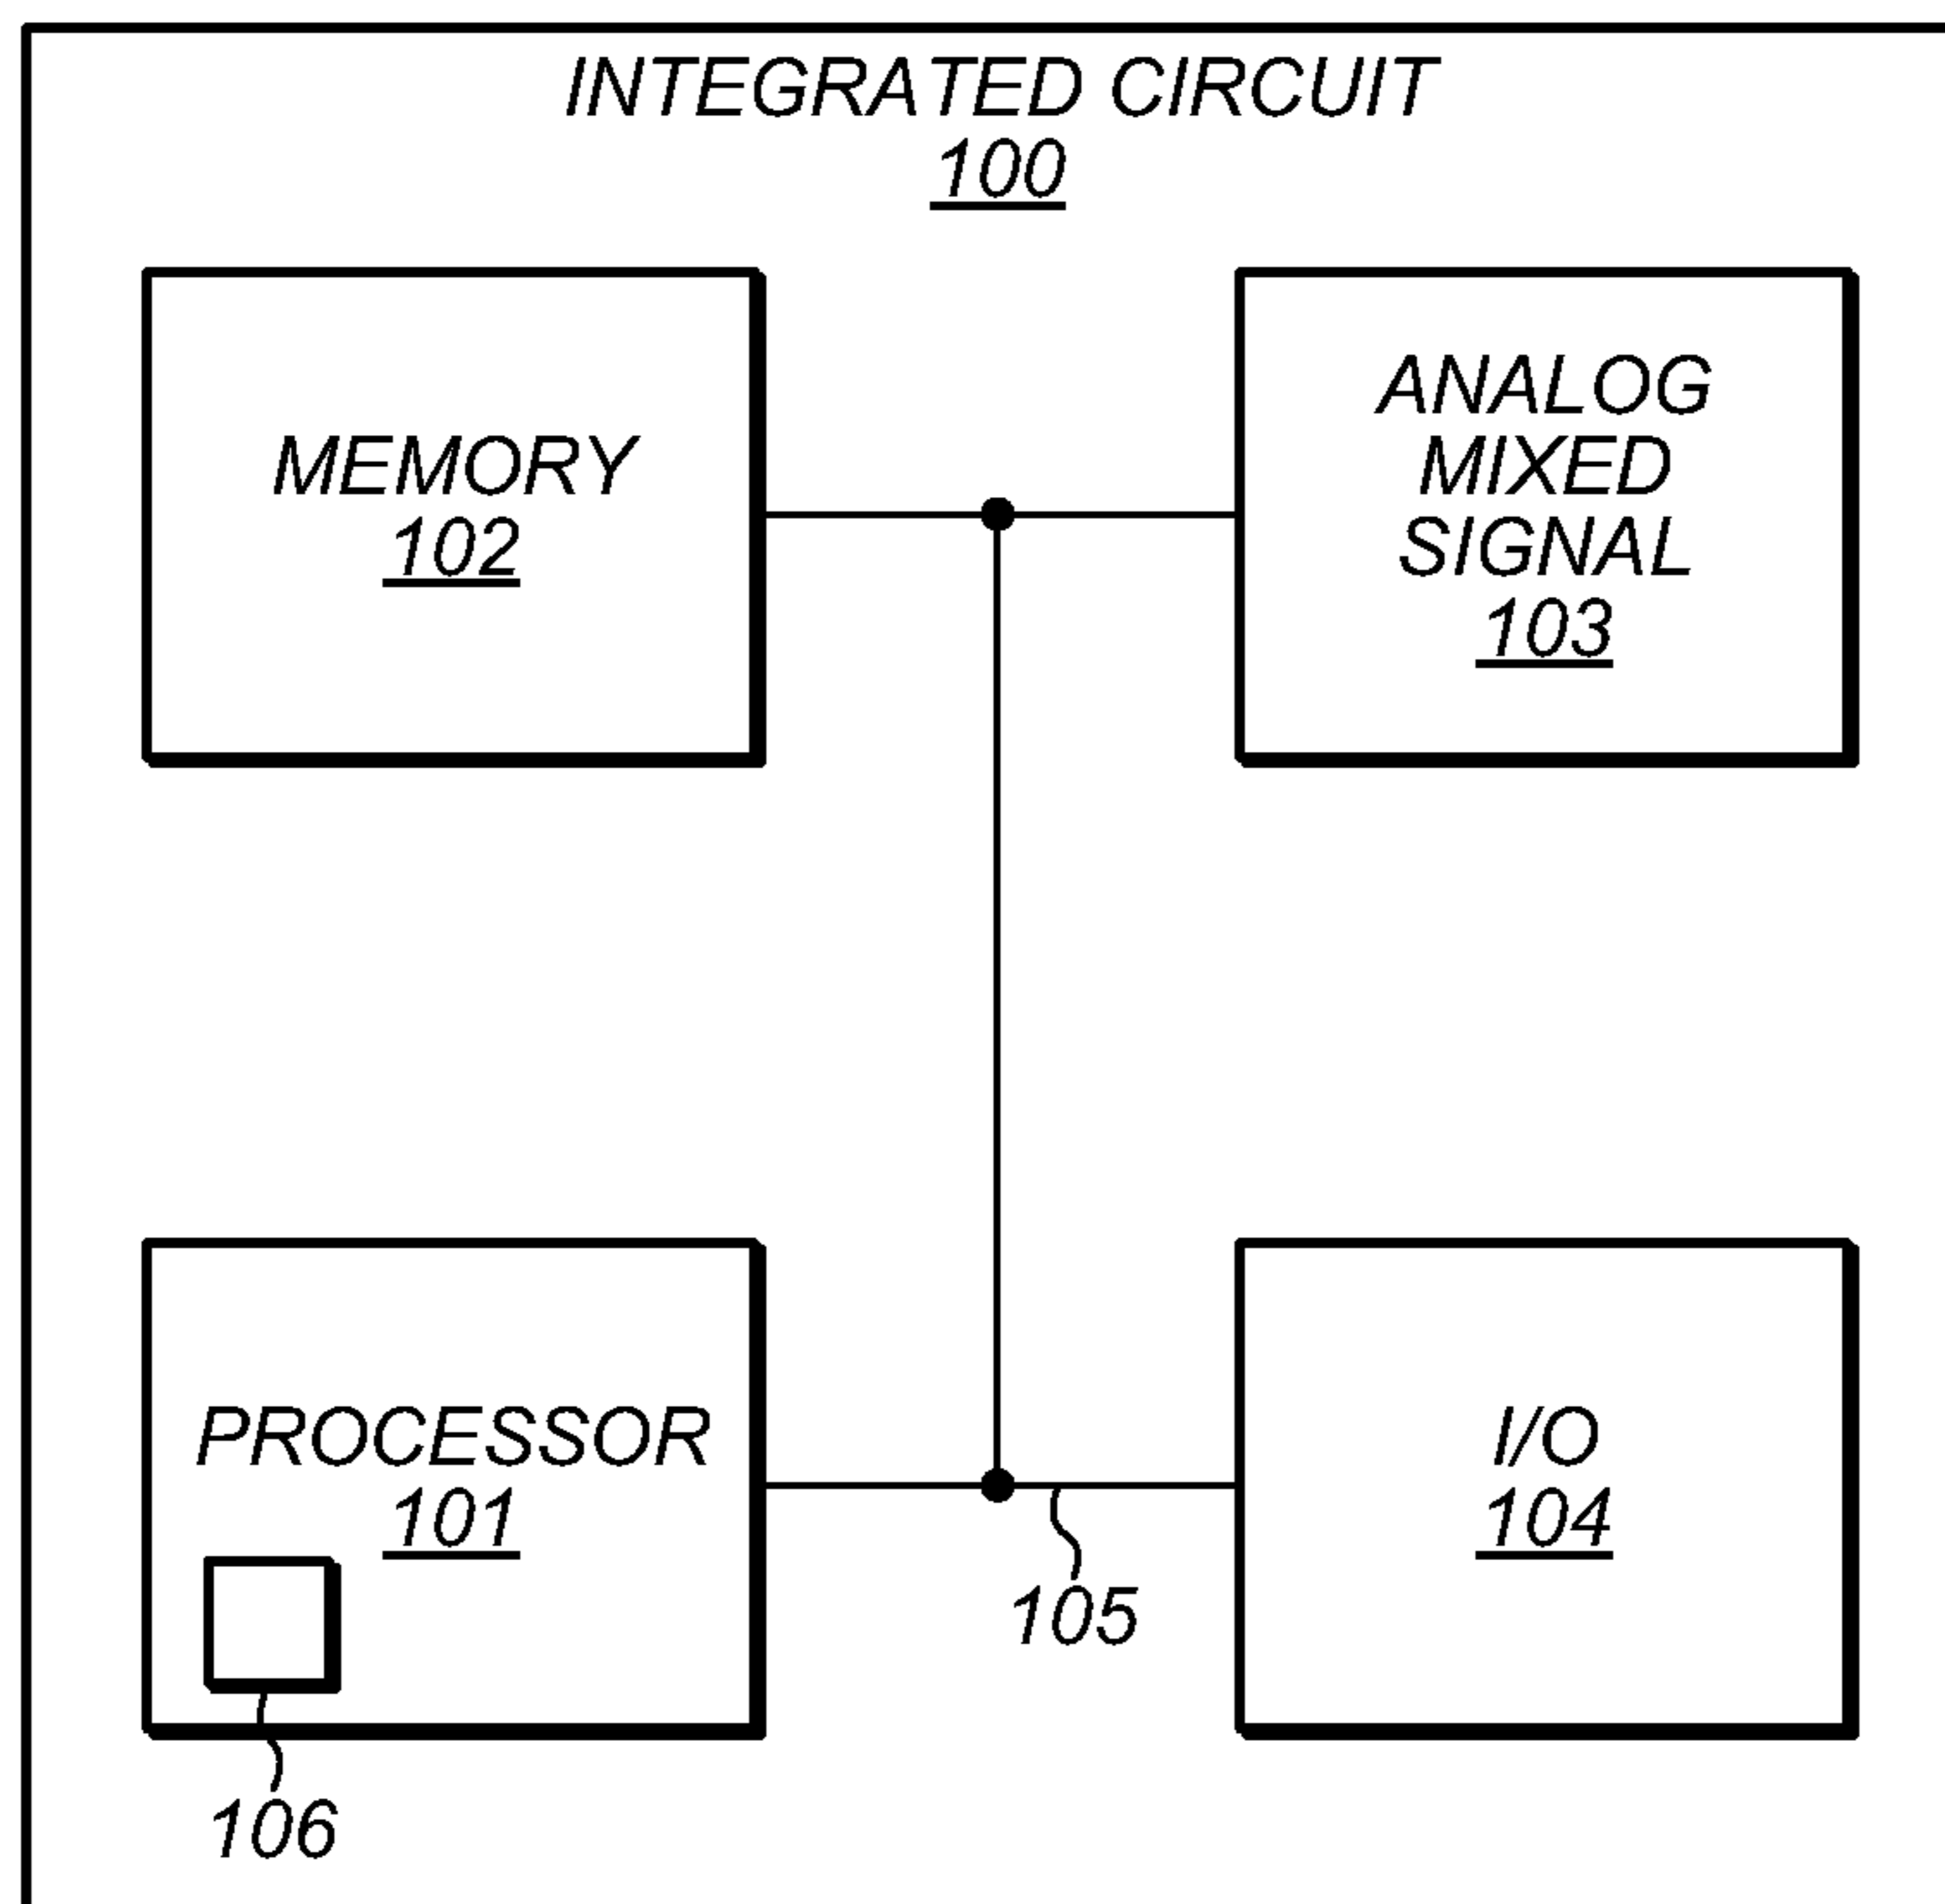 INTEGRATED CIRCUIT
100
MEMORY
102
ANALOG
MIXED
SIGNAL
103
PROCESSOR
101
I/O
104
105
106